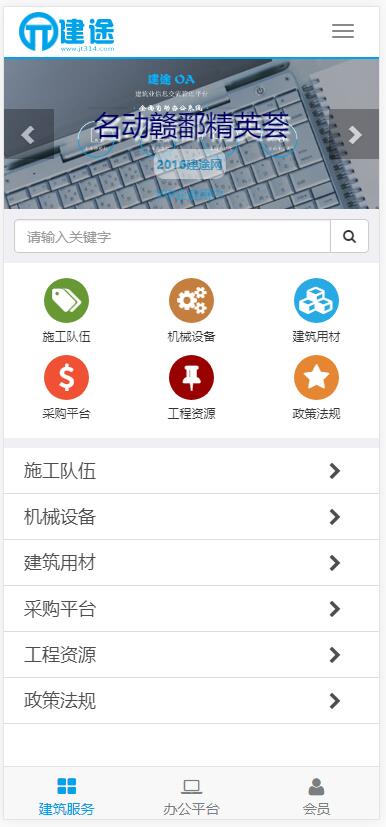 建途
www.jt314.com
建途 OA
建筑业信息交流管理平台
全面自动办公系统
名动赣鄱精英荟
2016建途网
请输入关键字
施工队伍
机械设备
建筑用材
采购平台
工程资源
政策法规
施工队伍
机械设备
建筑用材
采购平台
工程资源
政策法规
建筑服务
办公平台
会员